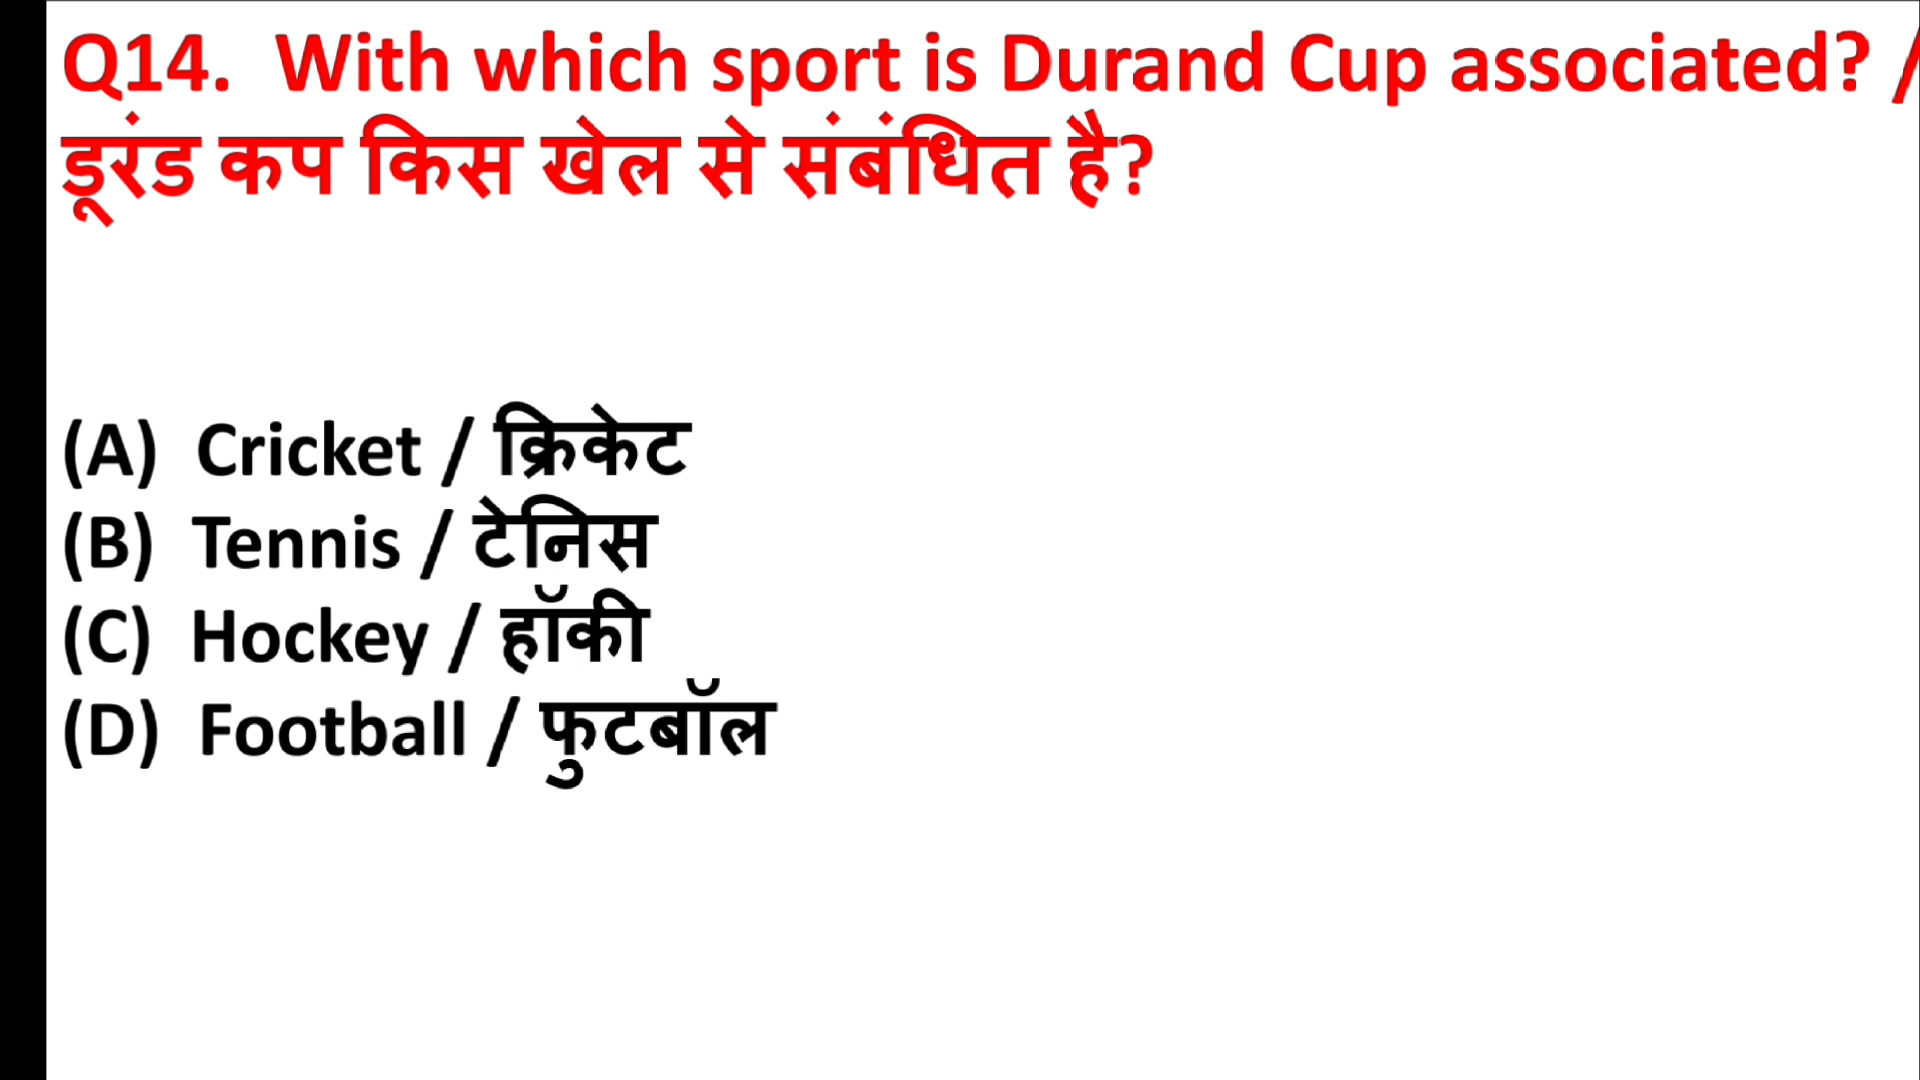 Q14. With which sport is Durand Cup associated? /
डूरंड कप किस खेल से संबंधित है?
(A) Cricket / क्रिकेट
(B) Tennis / टेनिस
(C) Hockey / हॉकी
(D) Football / फुटबॉल